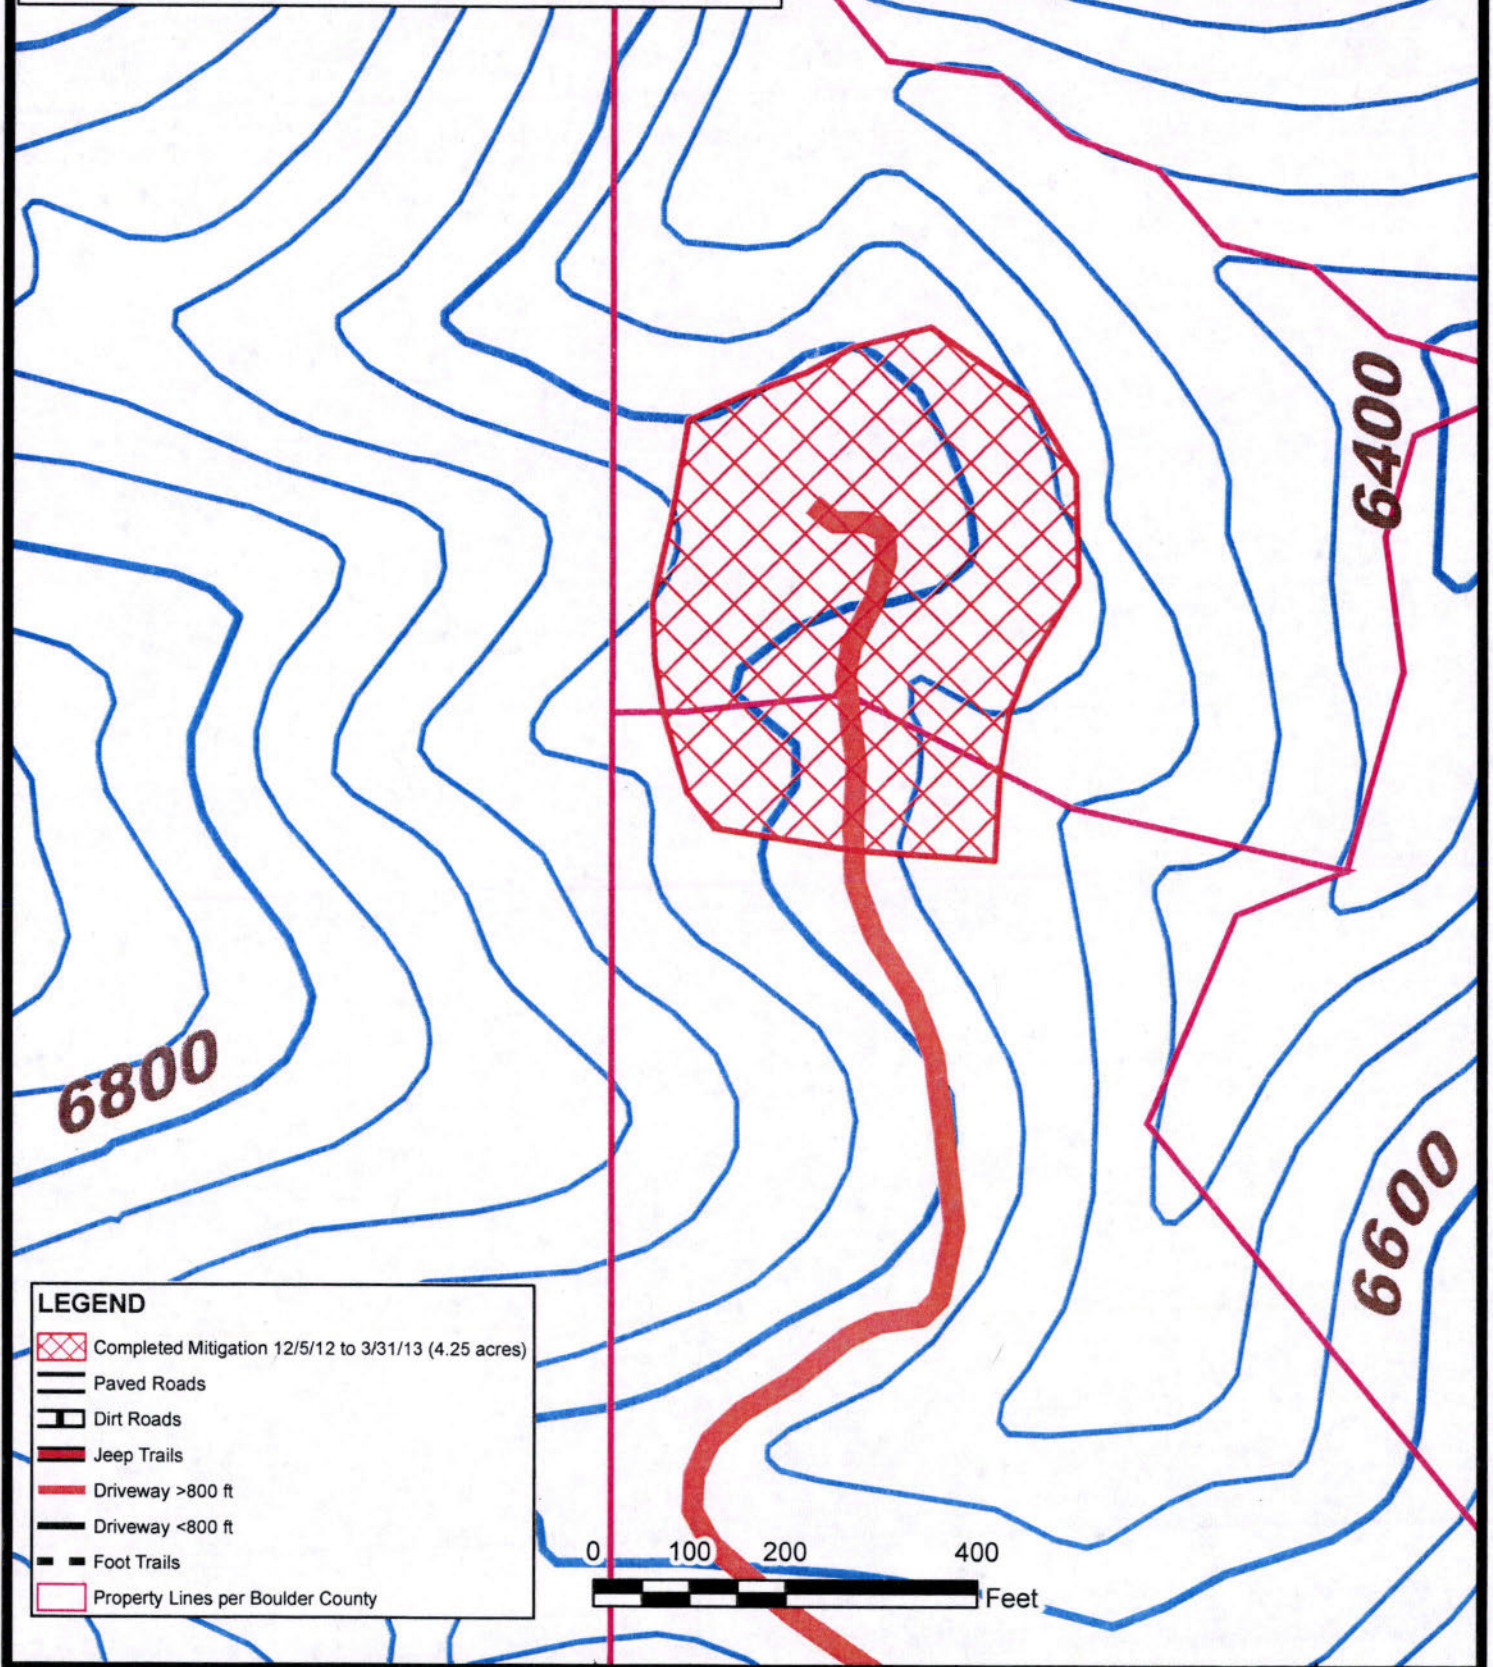 6400
6800
6600
LEGEND
Completed Mitigation 12/5/12 to 3/31/13 (4.25 acres)
Paved Roads
Dirt Roads
Jeep Trails
Driveway >800 ft
Driveway <800 ft
Foot Trails
Property Lines per Boulder County
0 100 200 400
Feet